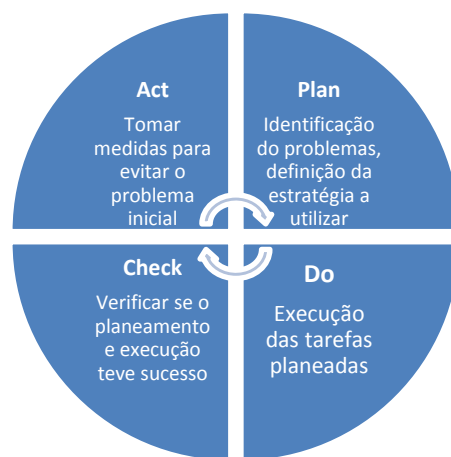 Act
Tomar
medidas para
evitar o
problema
inicial
Plan
Identificação
do problemas,
definição da
estratégia a
utilizar
Check
Verificar se o
planeamento
e execução
teve sucesso
Do
Execução
das tarefas
planeadas